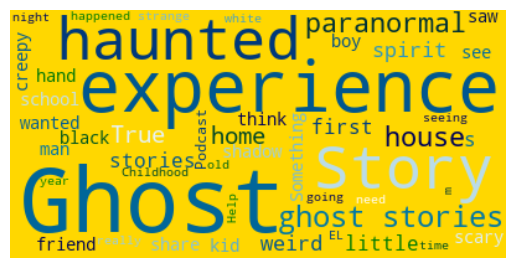 night happened strange white saw
haunted paranormal
creepy boy spirit see
hand experience
school
wanted black True home think first seeing houses
man stories Podcast shadow Something Story
year Childhood old
Ghost Help going need
ghost stories
friend really share kid weird EL little time scary